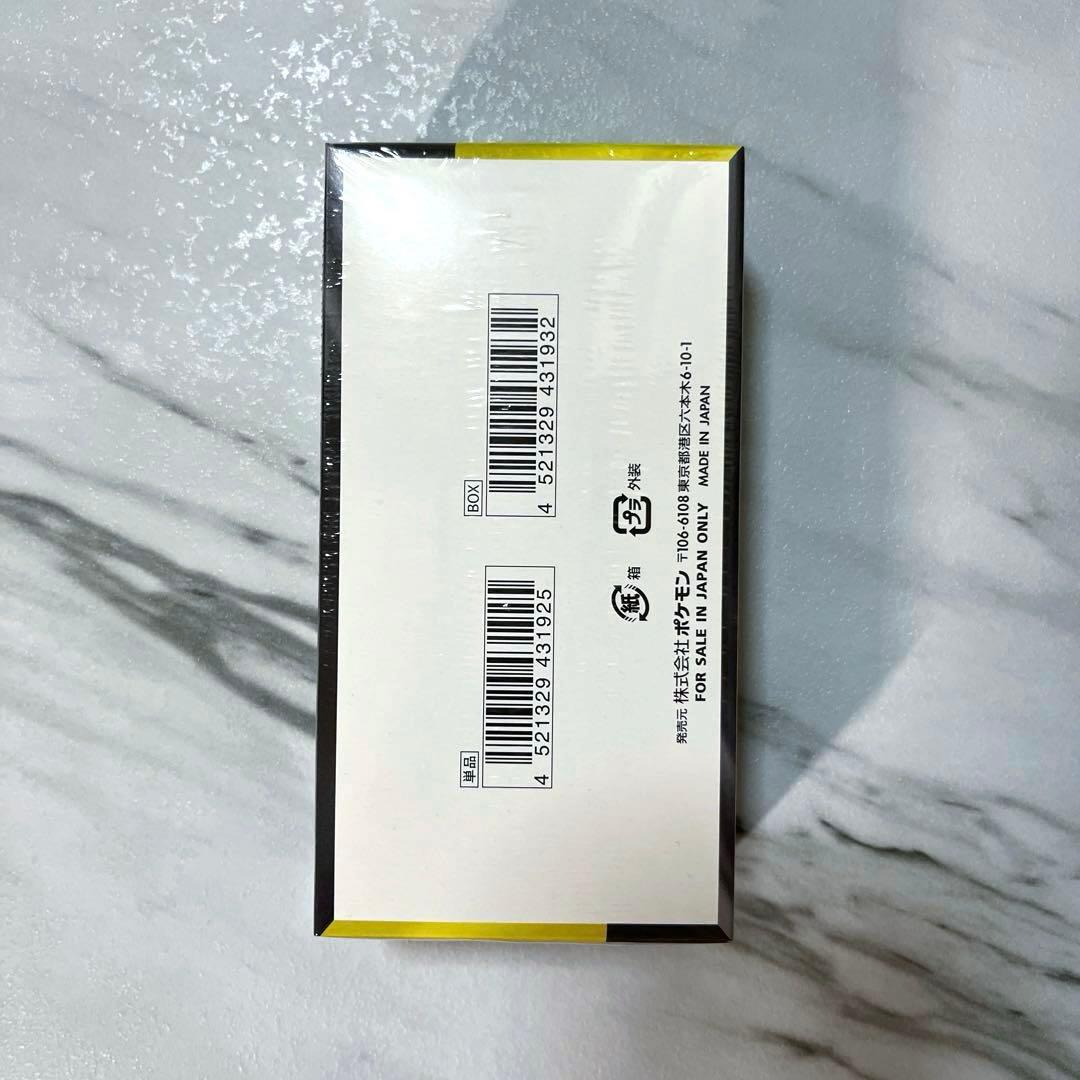 単品
4 521329 431925
BOX
4 521329 431932
紙 箱
プラ 外装
発売元 株式会社ポケモン 〒106-6108 東京都港区六本木6-10-1
FOR SALE IN JAPAN ONLY MADE IN JAPAN